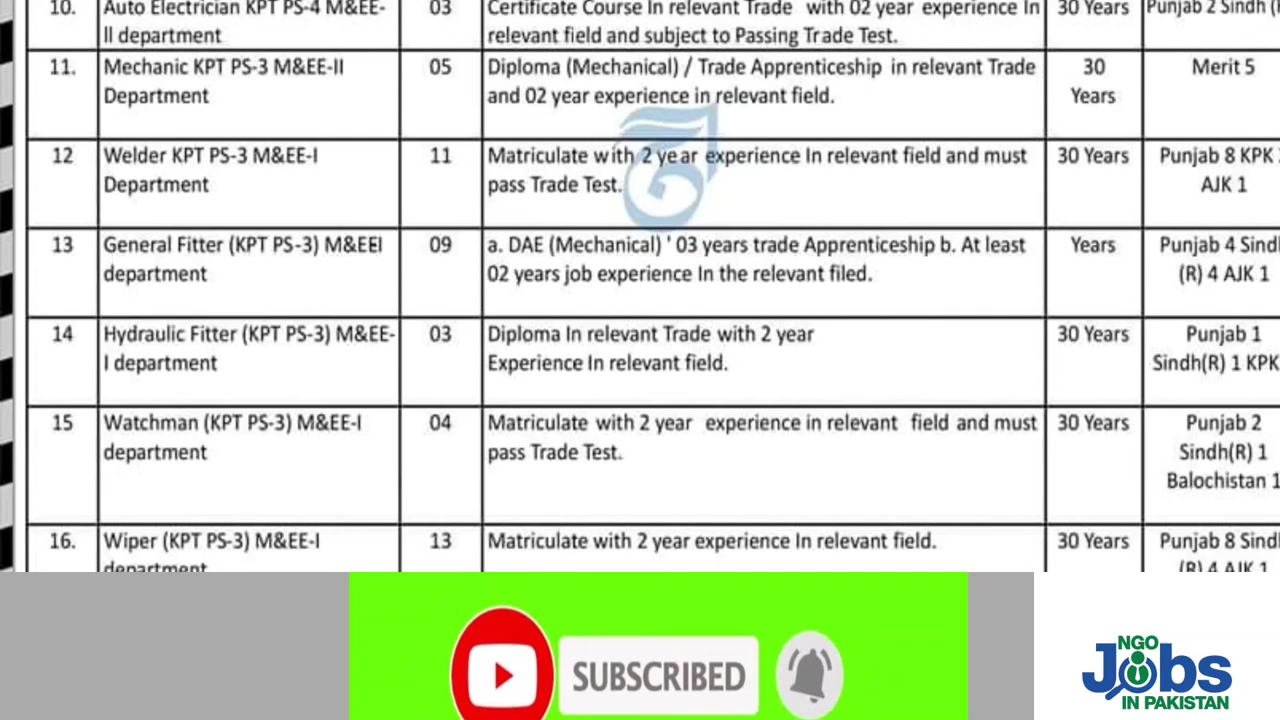 10. Auto Electrician KPT PS-4 M&EE- 03 Certificate Course In relevant Trade with 02 year experience In 30 Years Punjab 2 Sindh
II department relevant field and subject to Passing Trade Test.
11. Mechanic KPT PS-3 M&EE-II 05 Diploma (Mechanical) / Trade Apprenticeship in relevant Trade 30 Merit 5
Department and 02 year experience in relevant field. Years
12 Welder KPT PS-3 M&EE-I 11 Matriculate with 2 year experience In relevant field and must 30 Years Punjab 8 KPK
Department pass Trade Test. AJK 1
13 General Fitter (KPT PS-3) M&EEI 09 a. DAE (Mechanical) ' 03 years trade Apprenticeship b. At least Years Punjab 4 Sindh
department 02 years job experience In the relevant filed. (R) 4 AJK 1
14 Hydraulic Fitter (KPT PS-3) M&EE- 03 Diploma In relevant Trade with 2 year 30 Years Punjab 1
I department Experience In relevant field. Sindh(R) 1 KPK
15 Watchman (KPT PS-3) M&EE-I 04 Matriculate with 2 year experience in relevant field and must 30 Years Punjab 2
department pass Trade Test. Sindh(R) 1
Balochistan 1
16. Wiper (KPT PS-3) M&EE-I 13 Matriculate with 2 year experience In relevant field. 30 Years Punjab 8 Sindh
department (R) 4 AJK 1
SUBSCRIBED
NGO
Jobs
IN PAKISTAN